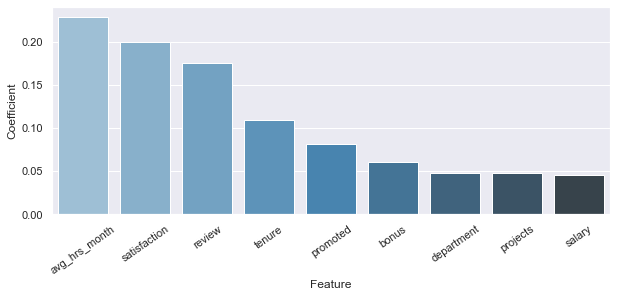 0.20
0.15
0.10
0.05
0.00
Coefficient
avg_hrs_month
satisfaction
review
tenure
promoted
bonus
department
projects
salary
Feature